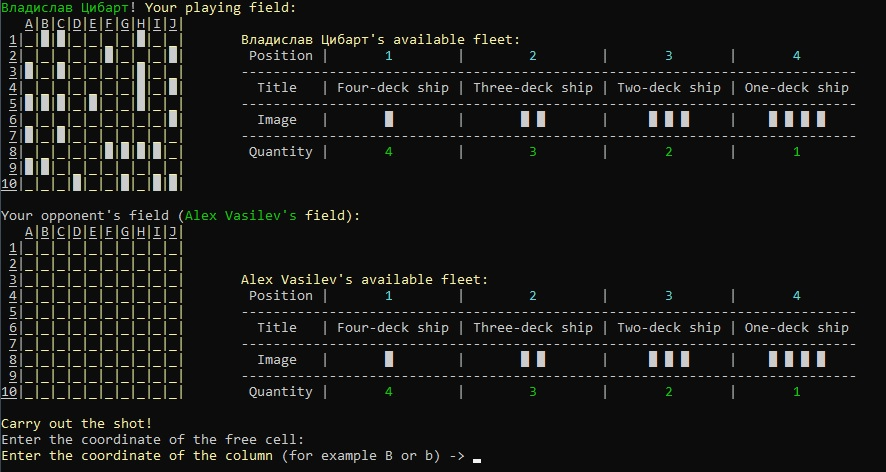 Владислав Цибарт! Your playing field:
A|B|C|D|E|F|G|H|I|J|
1|_|█|█|_|_|_|_|█|_|_| Владислав Цибарт's available fleet:
2|_|_|_|_|_|█|_|_|_|█| Position | 1 | 2 | 3 | 4
3|█|_|█|_|_|_|_|█|_|_| -----------------------------------------------------------------------------
4|_|_|_|_|_|_|_|█|_|█| Title | Four-deck ship | Three-deck ship | Two-deck ship | One-deck ship
5|█|█|█|_|█|_|_|█|_|_| -----------------------------------------------------------------------------
6|_|_|_|_|_|_|_|_|_|█| Image | █ | █ █ | █ █ █ | █ █ █ █
7|█|_|█|_|_|_|_|_|_|_| -----------------------------------------------------------------------------
8|_|_|_|_|_|█|█|█|█|_| Quantity | 4 | 3 | 2 | 1
9|█|█|_|_|_|_|_|_|_|_|
10|_|_|_|█|_|_|█|_|█|█|
Your opponent's field (Alex Vasilev's field):
A|B|C|D|E|F|G|H|I|J|
1|_|_|_|_|_|_|_|_|_|_|
2|_|_|_|_|_|_|_|_|_|_|
3|_|_|_|_|_|_|_|_|_|_| Alex Vasilev's available fleet:
4|_|_|_|_|_|_|_|_|_|_| Position | 1 | 2 | 3 | 4
5|_|_|_|_|_|_|_|_|_|_| -----------------------------------------------------------------------------
6|_|_|_|_|_|_|_|_|_|_| Title | Four-deck ship | Three-deck ship | Two-deck ship | One-deck ship
7|_|_|_|_|_|_|_|_|_|_| -----------------------------------------------------------------------------
8|_|_|_|_|_|_|_|_|_|_| Image | █ | █ █ | █ █ █ | █ █ █ █
9|_|_|_|_|_|_|_|_|_|_| -----------------------------------------------------------------------------
10|_|_|_|_|_|_|_|_|_|_| Quantity | 4 | 3 | 2 | 1
Carry out the shot!
Enter the coordinate of the free cell:
Enter the coordinate of the column (for example B or b) -> _